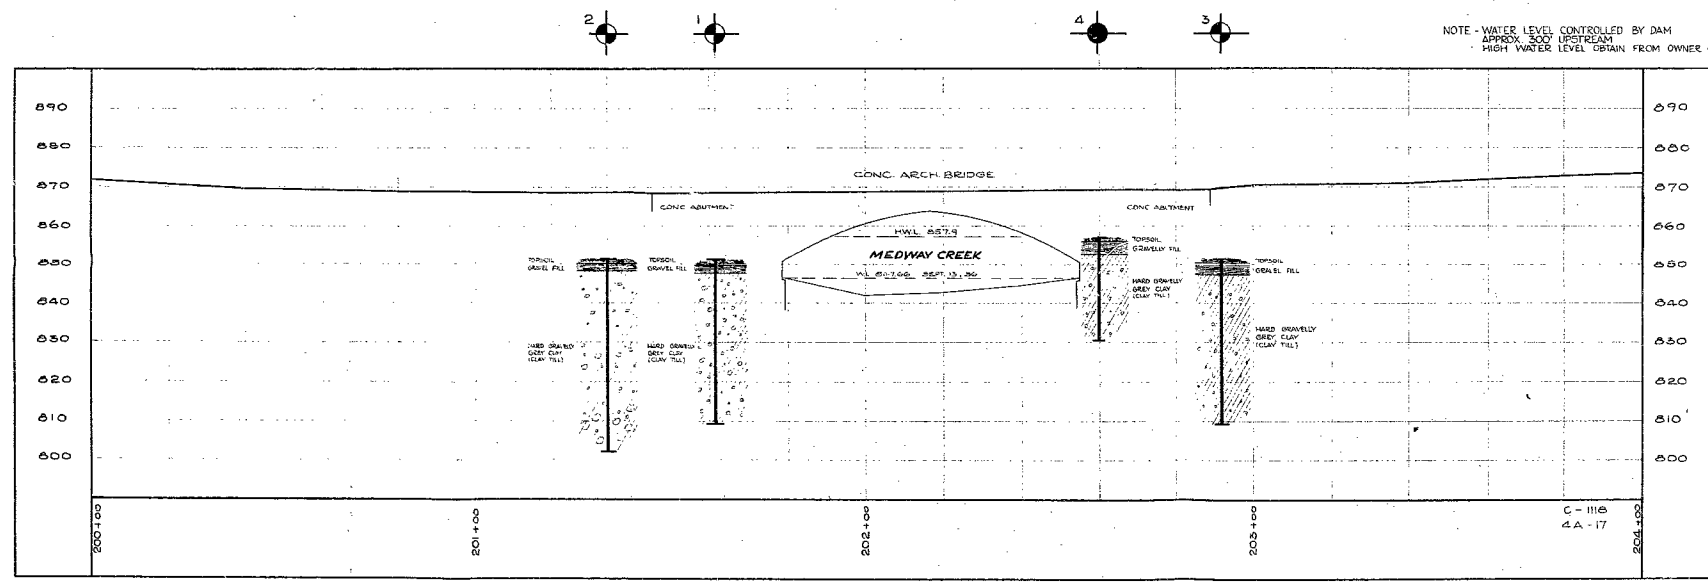 2 1 4 3
NOTE - WATER LEVEL CONTROLLED BY DAM
APPROX. 300' UPSTREAM
HIGH WATER LEVEL OBTAIN FROM OWNER
890 890
880 880
870 870
860 860
850 850
840 840
830 830
820 820
810 810
800 800
CONC. ARCH BRIDGE
CONC ABUTMENT
CONC ABUTMENT
H.W.L. 857.9
MEDWAY CREEK
W.L. SEPT. 13, 56
TOPSOIL
GRAVEL FILL
TOPSOIL
GRAVEL FILL
TOPSOIL
GRAVELLY FILL
TOPSOIL
GRAVEL FILL
HARD GRAVELLY
GREY CLAY
(CLAY TILL)
HARD GRAVELLY
GREY CLAY
(CLAY TILL)
HARD GRAVELLY
GREY CLAY
(CLAY TILL)
HARD GRAVELLY
GREY CLAY
(CLAY TILL)
200+00
201+00
202+00
203+00
204+00
C-1118
4A-17